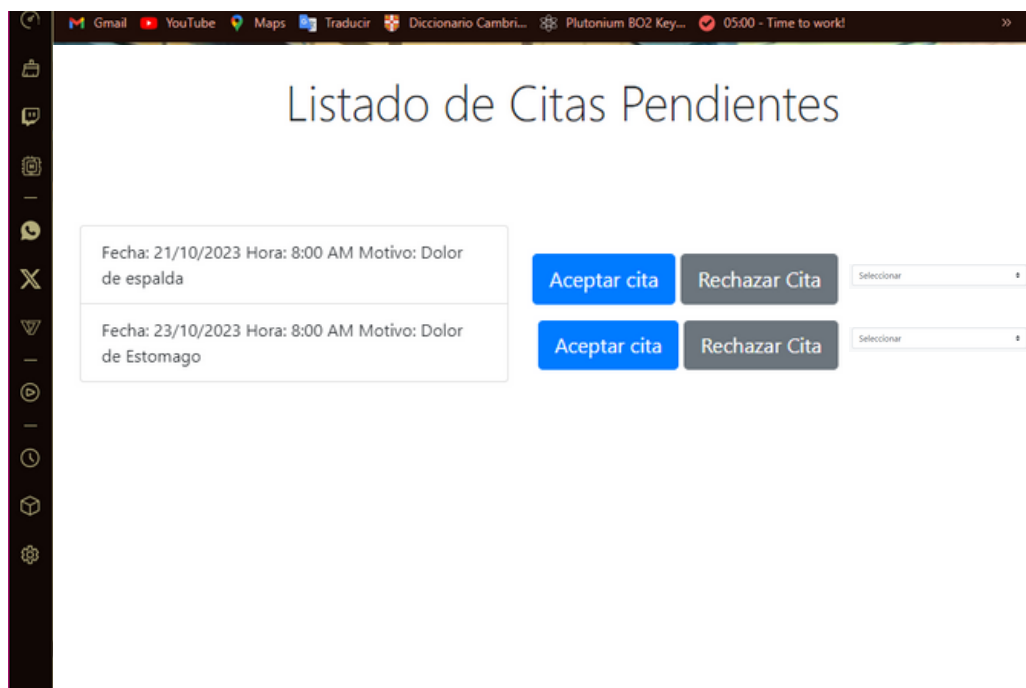 Gmail YouTube Maps Traducir Diccionario Cambri... Plutonium BO2 Key... 05:00 - Time to work! »
Listado de Citas Pendientes
Fecha: 21/10/2023 Hora: 8:00 AM Motivo: Dolor
de espalda
Aceptar cita Rechazar Cita Seleccionar
Fecha: 23/10/2023 Hora: 8:00 AM Motivo: Dolor
de Estomago
Aceptar cita Rechazar Cita Seleccionar